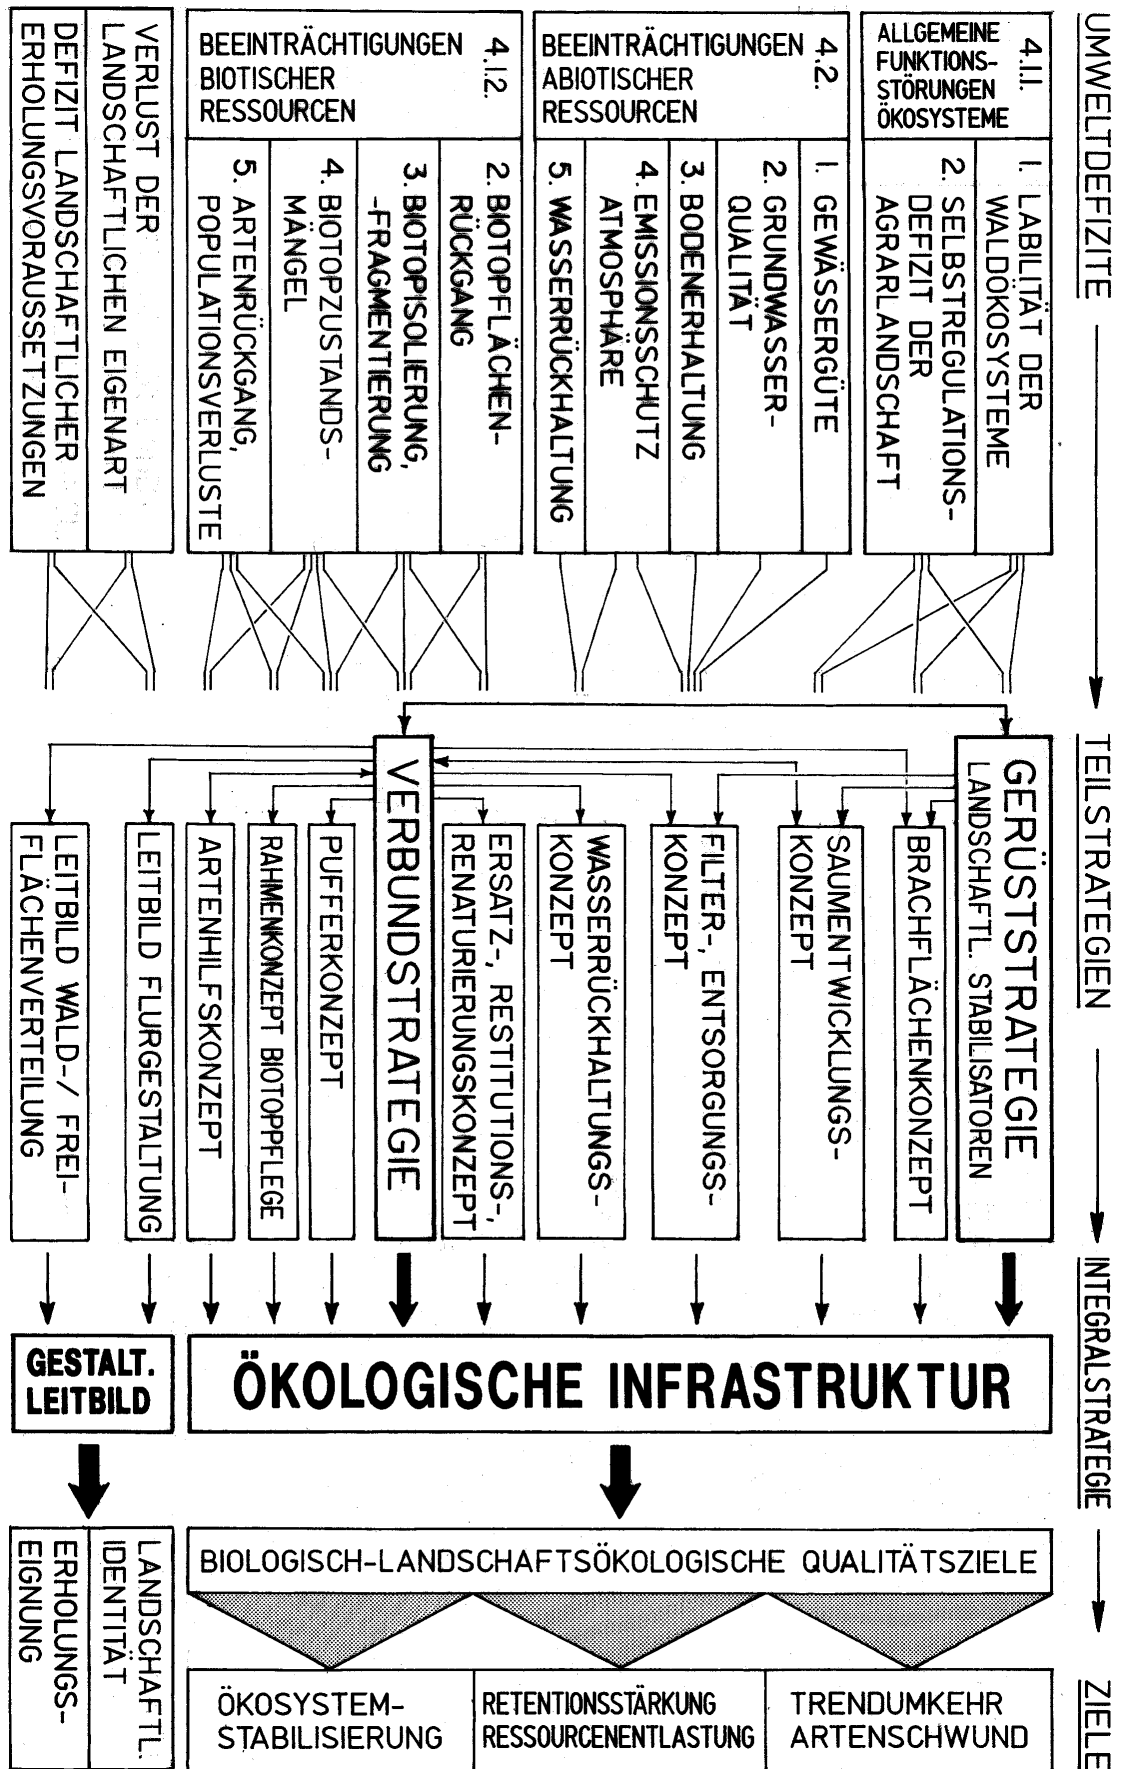 UMWELTDEFIZITE
TEILSTRATEGIEN
INTEGRALSTRATEGIE
ZIELE
VERLUST DER
LANDSCHAFTLICHEN EIGENART
DEFIZIT LANDSCHAFTLICHER
ERHOLUNGSVORAUSSETZUNGEN
BEEINTRÄCHTIGUNGEN
BIOTISCHER
RESSOURCEN
4.1.2.
2. BIOTOPFLÄCHEN-
RÜCKGANG
3. BIOTOPISOLIERUNG,
-FRAGMENTIERUNG
4. BIOTOPZUSTANDS-
MÄNGEL
5. ARTENRÜCKGANG,
POPULATIONSVERLUSTE
BEEINTRÄCHTIGUNGEN
ABIOTISCHER
RESSOURCEN
4.2.
1. GEWÄSSERGÜTE
2. GRUNDWASSER-
QUALITÄT
3. BODENERHALTUNG
4. EMISSIONSSCHUTZ
ATMOSPHÄRE
5. WASSERRÜCKHALTUNG
ALLGEMEINE
FUNKTIONS-
STÖRUNGEN
ÖKOSYSTEME
4.1.1.
1. LABILITÄT DER
WALDÖKOSYSTEME
2. SELBSTREGULATIONS-
DEFIZIT DER
AGRARLANDSCHAFT
GERÜSTSTRATEGIE
LANDSCHAFTL. STABILISATOREN
BRACHFLÄCHENKONZEPT
SAUMENTWICKLUNGS-
KONZEPT
FILTER-, ENTSORGUNGS-
KONZEPT
WASSERRÜCKHALTUNGS-
KONZEPT
ERSATZ-, RESTITUTIONS-,
RENATURIERUNGSKONZEPT
VERBUNDSTRATEGIE
PUFFERKONZEPT
RAHMENKONZEPT BIOTOPPFLEGE
ARTENHILFSKONZEPT
LEITBILD FLURGESTALTUNG
LEITBILD WALD-/ FREI-
FLÄCHENVERTEILUNG
GESTALT.
LEITBILD
ÖKOLOGISCHE INFRASTRUKTUR
LANDSCHAFTL.
IDENTITÄT
ERHOLUNGS-
EIGNUNG
BIOLOGISCH-LANDSCHAFTSÖKOLOGISCHE QUALITÄTSZIELE
ÖKOSYSTEM-
STABILISIERUNG
RETENTIONSSTÄRKUNG
RESSOURCENENTLASTUNG
TRENDUMKEHR
ARTENSCHWUND